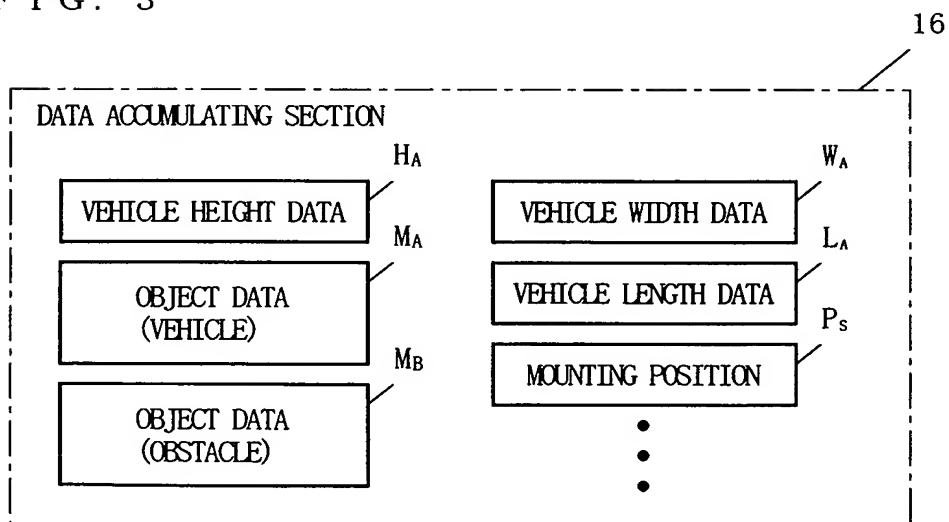 FIG. 3
16
DATA ACCUMULATING SECTION
HA
VEHICLE HEIGHT DATA
MA
OBJECT DATA
(VEHICLE)
MB
OBJECT DATA
(OBSTACLE)
WA
VEHICLE WIDTH DATA
LA
VEHICLE LENGTH DATA
PS
MOUNTING POSITION